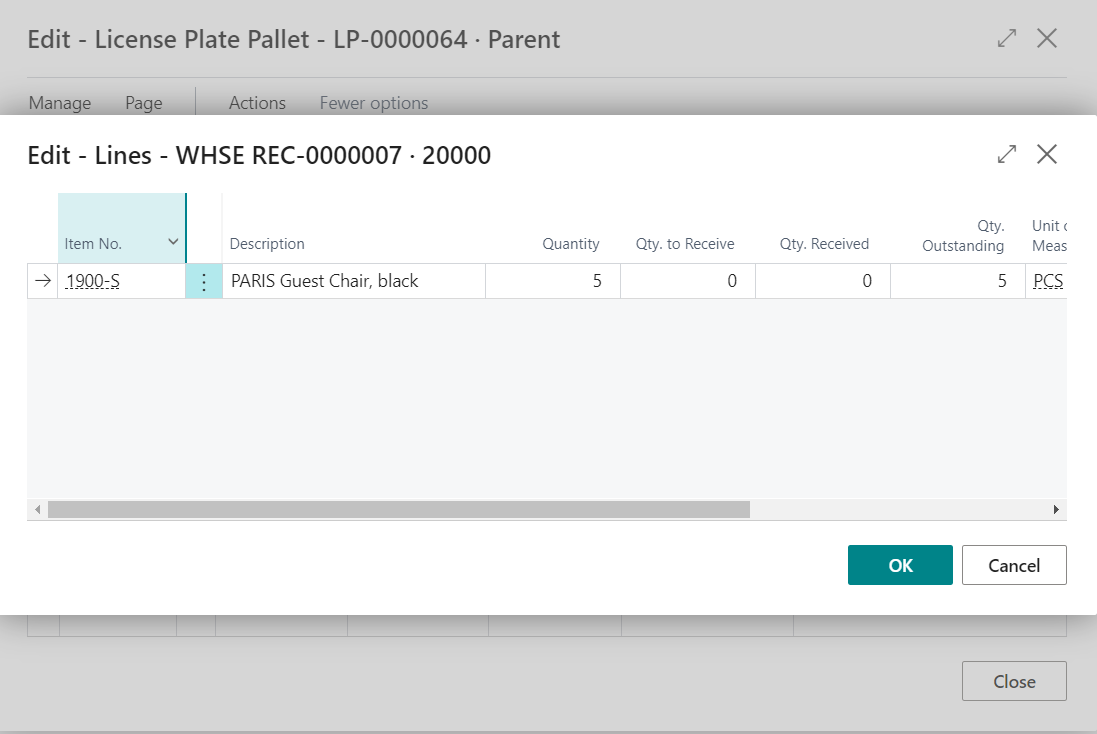 Edit - License Plate Pallet - LP-0000064 · Parent
Manage Page Actions Fewer options
Edit - Lines - WHSE REC-0000007 · 20000
Item No. Description Quantity Qty. to Receive Qty. Received Qty. Outstanding Unit Meas
1900-S PARIS Guest Chair, black 5 0 0 5 PCS
OK Cancel
Close